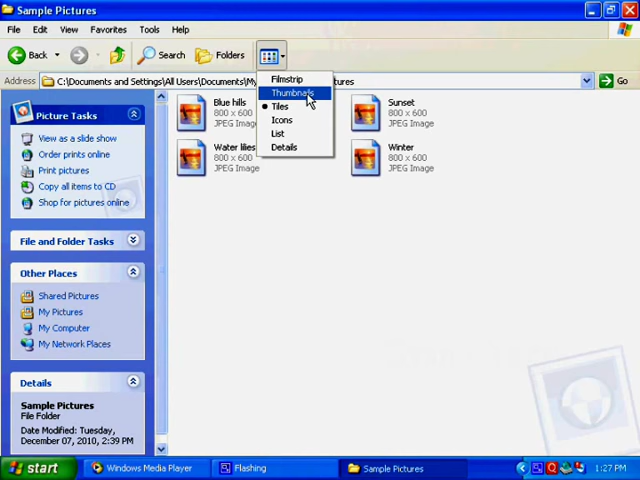 Sample Pictures
File Edit View Favorites Tools Help
Back Search Folders
Address C:\Documents and Settings\All Users\Documents\My tures Go
Filmstrip
Thumbnails
Tiles
Icons
List
Details
Picture Tasks
View as a slide show
Order prints online
Print pictures
Copy all items to CD
Shop for pictures online
File and Folder Tasks
Other Places
Shared Pictures
My Pictures
My Computer
My Network Places
Details
Sample Pictures
File Folder
Date Modified: Tuesday,
December 07, 2010, 2:39 PM
Blue hills
800 x 600
JPEG Image
Sunset
800 x 600
JPEG Image
Water lilies
800 x 600
JPEG Image
Winter
800 x 600
JPEG Image
start Windows Media Player Flashing Sample Pictures 1:27 PM